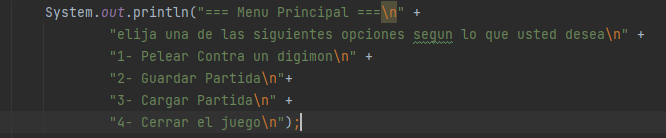 System.out.println("=== Menu Principal ===\n" +
"elija una de las siguientes opciones segun lo que usted desea\n" +
"1- Pelear Contra un digimon\n" +
"2- Guardar Partida\n"+
"3- Cargar Partida\n" +
"4- Cerrar el juego\n");